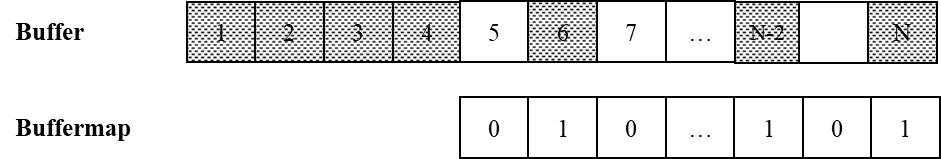 Buffer 1 2 3 4 5 6 7 … N-2 N
Buffermap 0 1 0 … 1 0 1